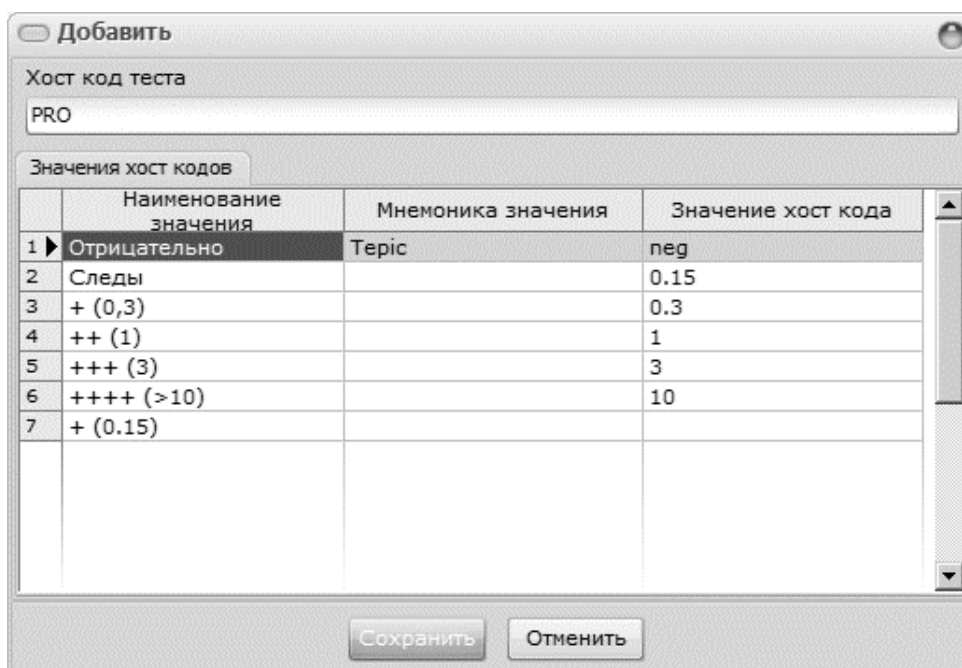 Добавить
Хост код теста
PRO
Значения хост кодов
Наименование значения Мнемоника значения Значение хост кода
1 Отрицательно Tepic neg
2 Следы 0.15
3 + (0,3) 0.3
4 ++ (1) 1
5 +++ (3) 3
6 ++++ (>10) 10
7 + (0.15)
Сохранить Отменить